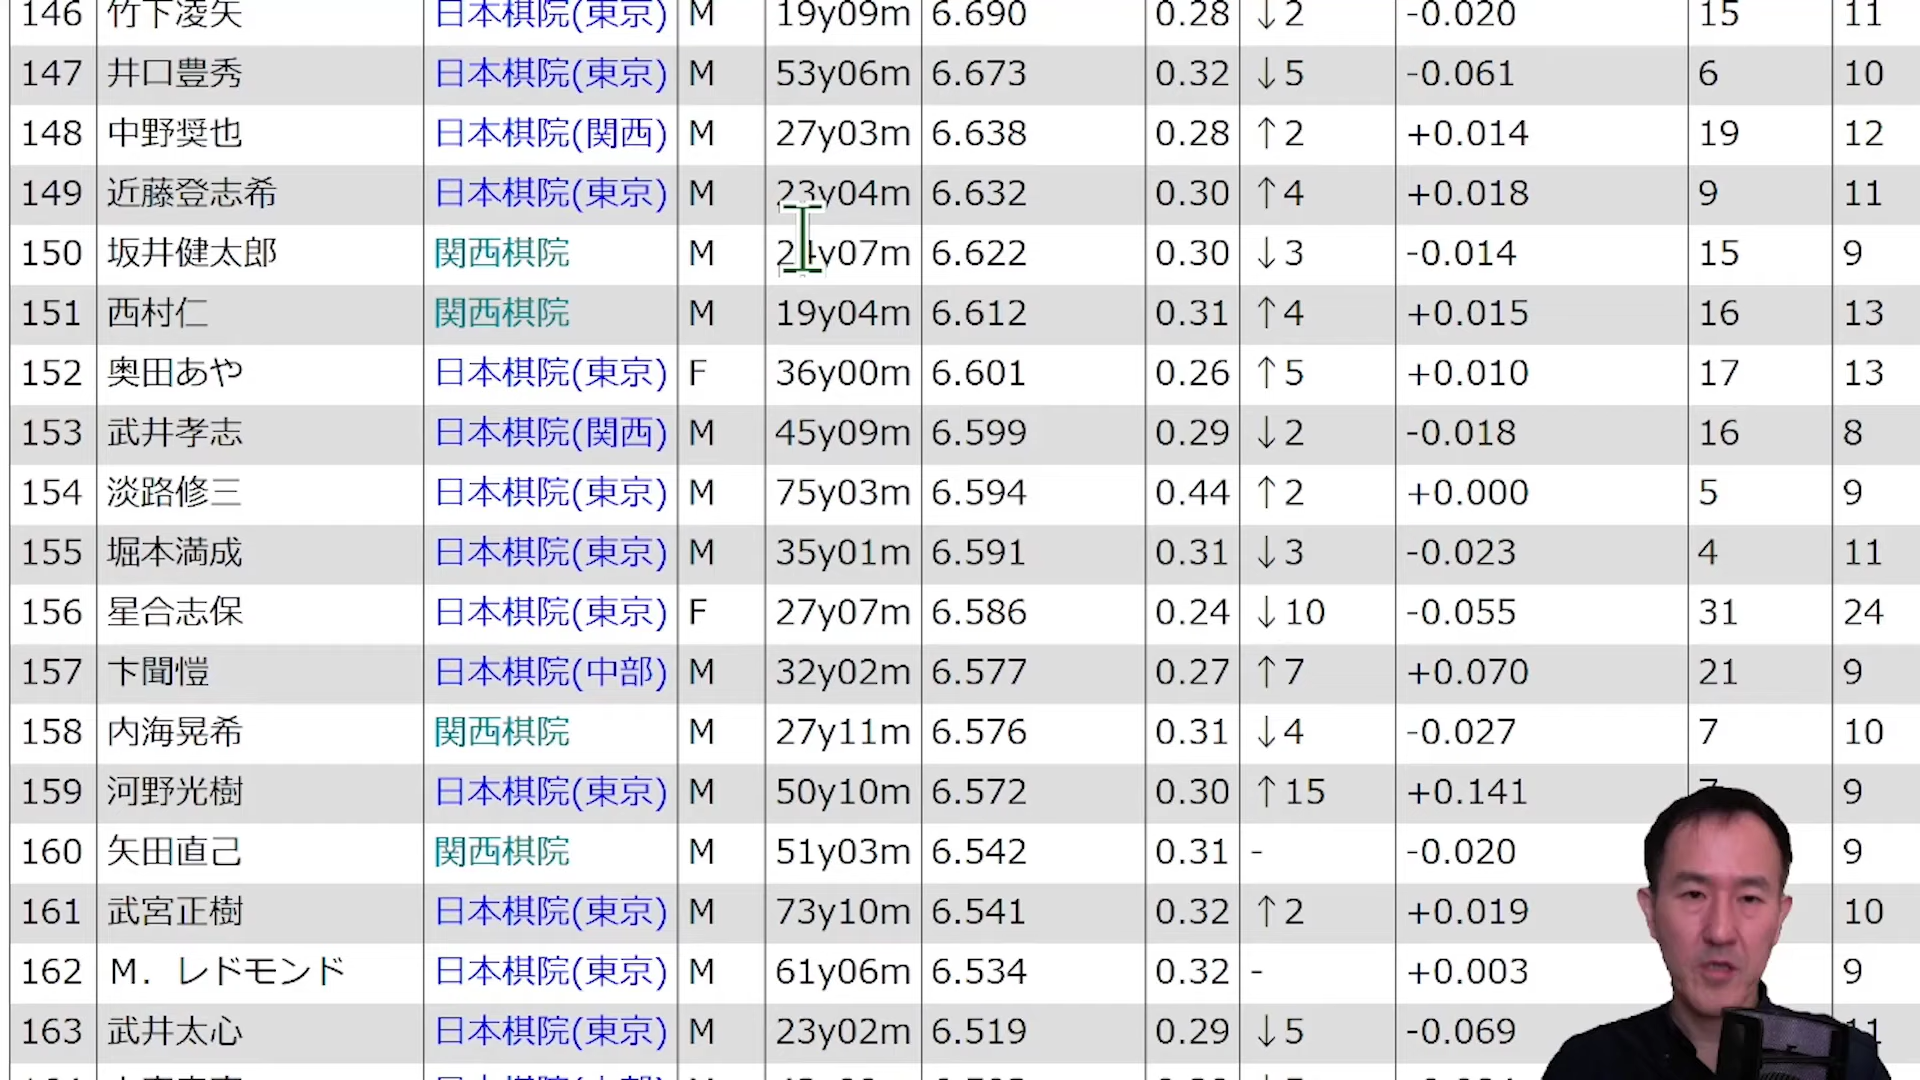 146 竹下凌矢 日本棋院(東京) M 19y09m 6.690 0.28 ↓2 -0.020 15 11
147 井口豊秀 日本棋院(東京) M 53y06m 6.673 0.32 ↓5 -0.061 6 10
148 中野奨也 日本棋院(関西) M 27y03m 6.638 0.28 ↑2 +0.014 19 12
149 近藤登志希 日本棋院(東京) M 23y04m 6.632 0.30 ↑4 +0.018 9 11
150 坂井健太郎 関西棋院 M 24y07m 6.622 0.30 ↓3 -0.014 15 9
151 西村仁 関西棋院 M 19y04m 6.612 0.31 ↑4 +0.015 16 13
152 奥田あや 日本棋院(東京) F 36y00m 6.601 0.26 ↑5 +0.010 17 13
153 武井孝志 日本棋院(関西) M 45y09m 6.599 0.29 ↓2 -0.018 16 8
154 淡路修三 日本棋院(東京) M 75y03m 6.594 0.44 ↑2 +0.000 5 9
155 堀本満成 日本棋院(東京) M 35y01m 6.591 0.31 ↓3 -0.023 4 11
156 星合志保 日本棋院(東京) F 27y07m 6.586 0.24 ↓10 -0.055 31 24
157 卞聞愷 日本棋院(中部) M 32y02m 6.577 0.27 ↑7 +0.070 21 9
158 内海晃希 関西棋院 M 27y11m 6.576 0.31 ↓4 -0.027 7 10
159 河野光樹 日本棋院(東京) M 50y10m 6.572 0.30 ↑15 +0.141 9
160 矢田直己 関西棋院 M 51y03m 6.542 0.31 - -0.020 9
161 武宮正樹 日本棋院(東京) M 73y10m 6.541 0.32 ↑2 +0.019 10
162 M．レドモンド 日本棋院(東京) M 61y06m 6.534 0.32 - +0.003 9
163 武井太心 日本棋院(東京) M 23y02m 6.519 0.29 ↓5 -0.069